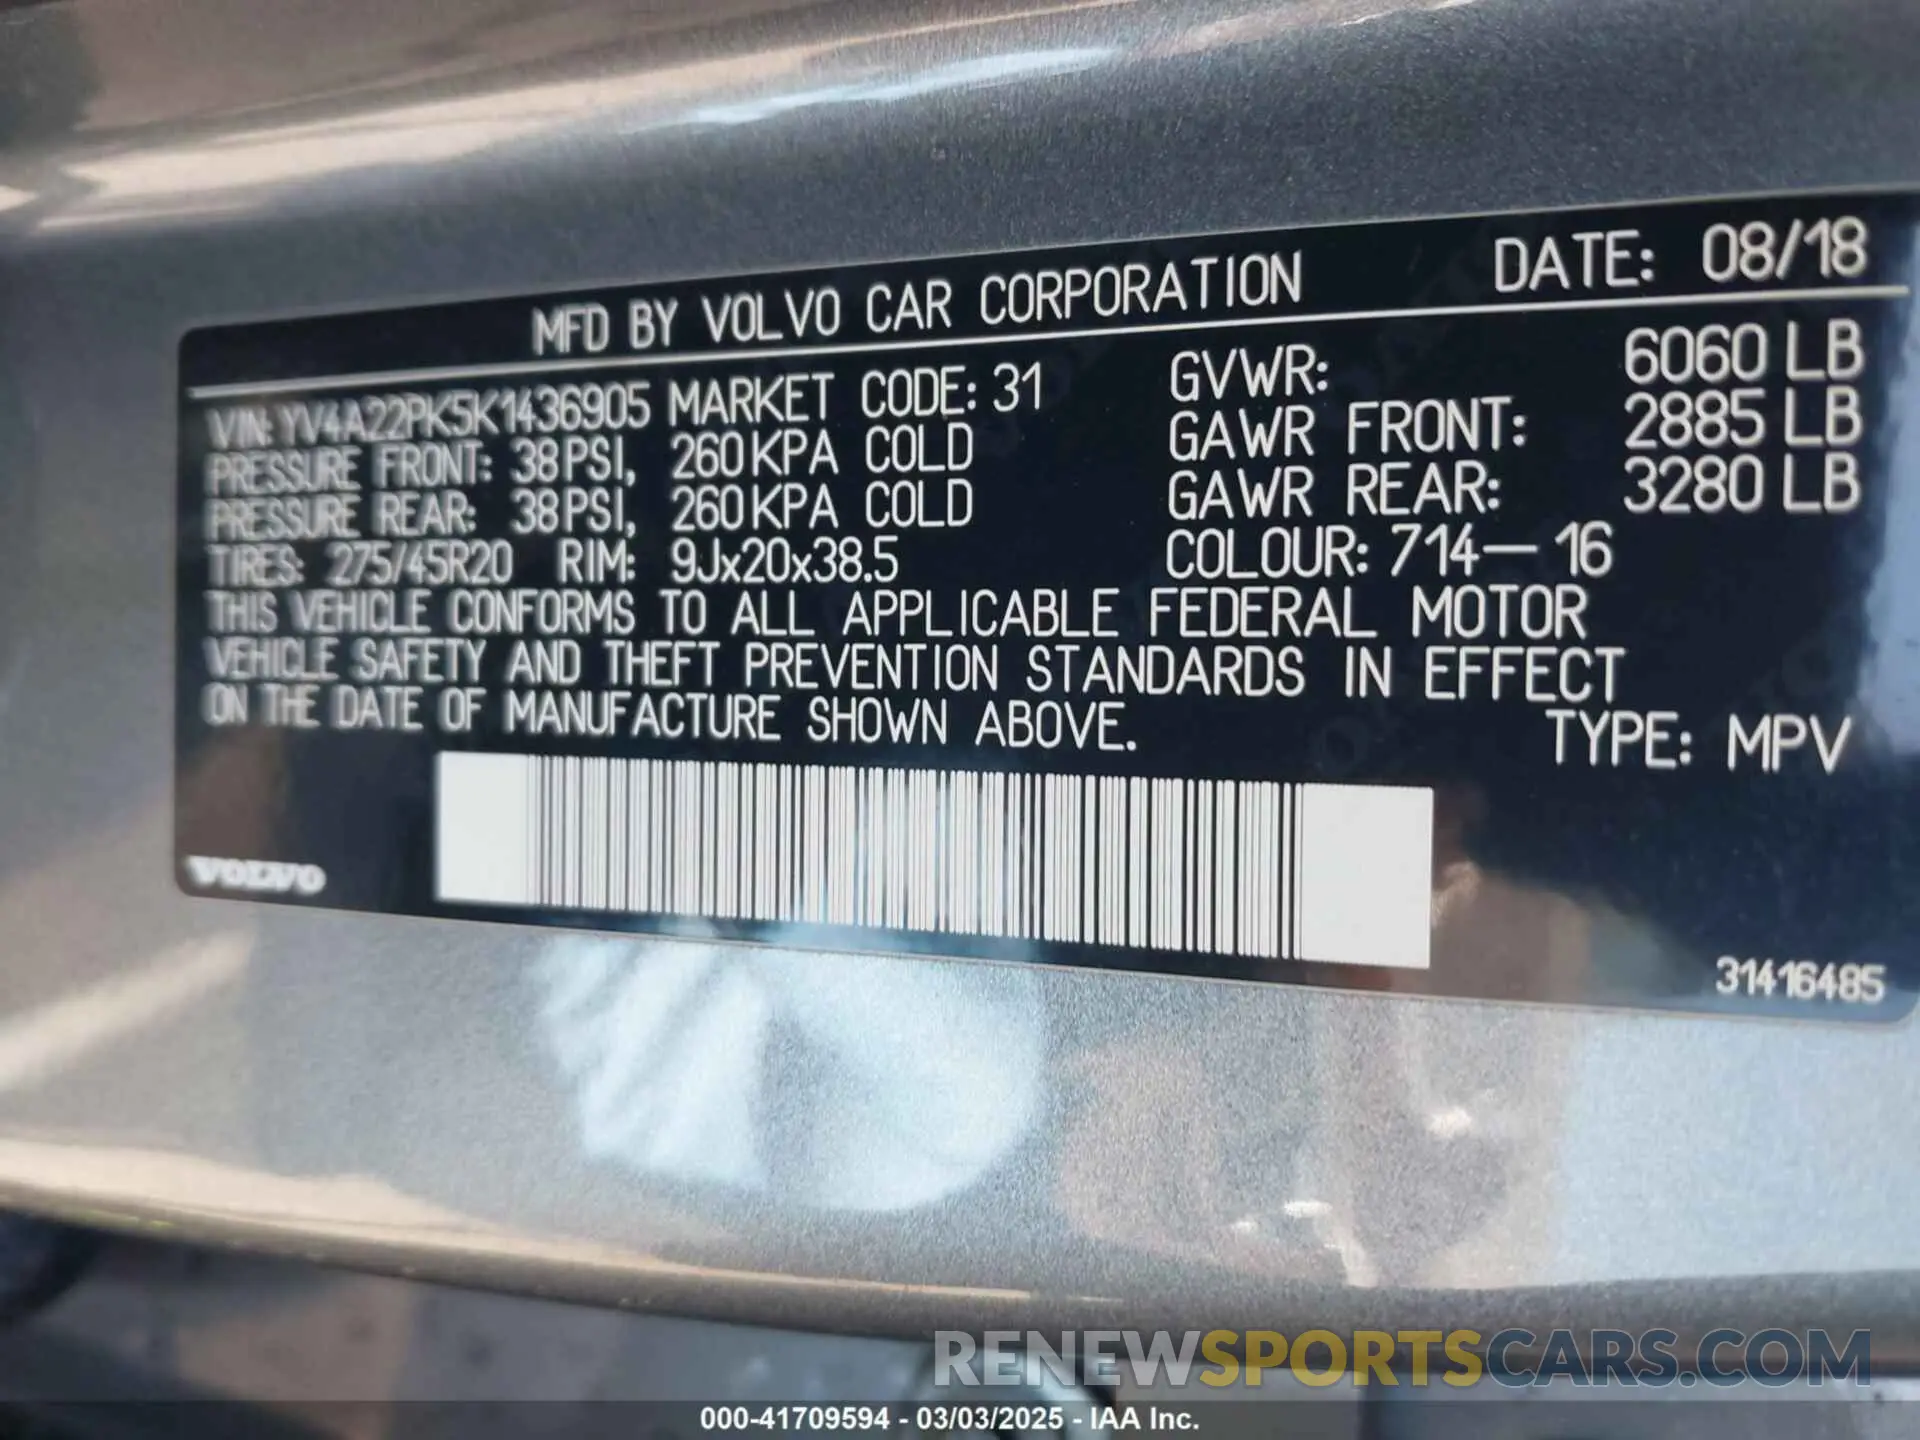 MFD BY VOLVO CAR CORPORATION DATE: 08/18
VIN: YV4A22PK5K1436905 MARKET CODE: 31 GVWR: 6060 LB
PRESSURE FRONT: 38 PSI, 260 KPA COLD GAWR FRONT: 2885 LB
PRESSURE REAR: 38 PSI, 260 KPA COLD GAWR REAR: 3280 LB
TIRES: 275/45R20 RIM: 9Jx20x38.5 COLOUR: 714-16
THIS VEHICLE CONFORMS TO ALL APPLICABLE FEDERAL MOTOR
VEHICLE SAFETY AND THEFT PREVENTION STANDARDS IN EFFECT
ON THE DATE OF MANUFACTURE SHOWN ABOVE.
TYPE: MPV
VOLVO
31416485
RENEWSPORTSCARS.COM
000-41709594 - 03/03/2025 - IAA Inc.